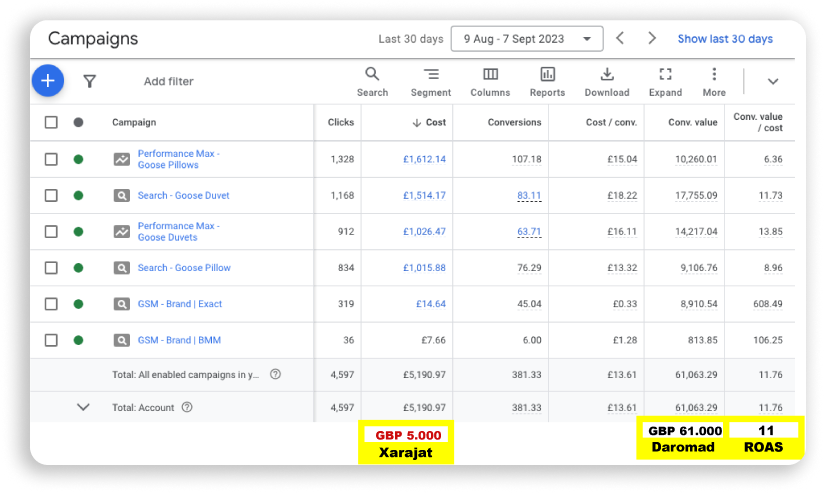 Campaigns
Last 30 days 9 Aug - 7 Sept 2023 Show last 30 days
Add filter
Search Segment Columns Reports Download Expand More
Campaign Clicks Cost Conversions Cost / conv. Conv. value Conv. value / cost
Performance Max - Goose Pillows 1,328 £1,612.14 107.18 £15.04 10,260.01 6.36
Search - Goose Duvet 1,168 £1,514.17 83.11 £18.22 17,755.09 11.73
Performance Max - Goose Duvets 912 £1,026.47 63.71 £16.11 14,217.04 13.85
Search - Goose Pillow 834 £1,015.88 76.29 £13.32 9,106.76 8.96
GSM - Brand | Exact 319 £14.64 45.04 £0.33 8,910.54 608.49
GSM - Brand | BMM 36 £7.66 6.00 £1.28 813.85 106.25
Total: All enabled campaigns in y... 4,597 £5,190.97 381.33 £13.61 61,063.29 11.76
Total: Account 4,597 £5,190.97 381.33 £13.61 61,063.29 11.76
GBP 5.000 GBP 61.000 11
Xarajat Daromad ROAS